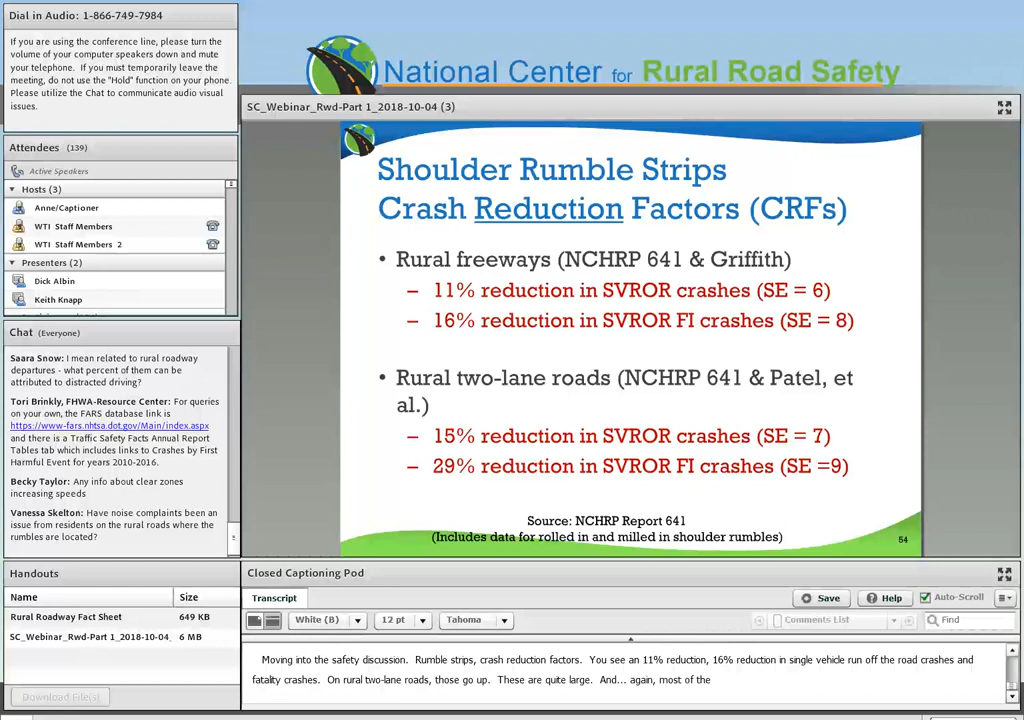 Dial in Audio: 1-866-749-7984
If you are using the conference line, please turn the
volume of your computer speakers down and mute
your telephone. If you must temporarily leave the
meeting, do not use the "Hold" function on your phone.
Please utilize the Chat to communicate audio visual
issues.
Attendees (139)
Active Speakers
Hosts (3)
Anne/Captioner
WTI Staff Members
WTI Staff Members 2
Presenters (2)
Dick Albin
Keith Knapp
Chat (Everyone)
Saara Snow: I mean related to rural roadway
departures - what percent of them can be
attributed to distracted driving?
Tori Brinkly, FHWA-Resource Center: For queries
on your own, the FARS database link is
https://www-fars.nhtsa.dot.gov/Main/index.aspx
and there is a Traffic Safety Facts Annual Report
Tables tab which includes links to Crashes by First
Harmful Event for years 2010-2016.
Becky Taylor: Any info about clear zones
increasing speeds
Vanessa Skelton: Have noise complaints been an
issue from residents on the rural roads where the
rumbles are located?
Handouts
Name Size
Rural Roadway Fact Sheet 649 KB
SC_Webinar_Rwd-Part 1_2018-10-04 6 MB
Download File(s)
National Center for Rural Road Safety
SC_Webinar_Rwd-Part 1_2018-10-04 (3)
Shoulder Rumble Strips
Crash Reduction Factors (CRFs)
• Rural freeways (NCHRP 641 & Griffith)
– 11% reduction in SVROR crashes (SE = 6)
– 16% reduction in SVROR FI crashes (SE = 8)
• Rural two-lane roads (NCHRP 641 & Patel, et
al.)
– 15% reduction in SVROR crashes (SE = 7)
– 29% reduction in SVROR FI crashes (SE =9)
Source: NCHRP Report 641
(Includes data for rolled in and milled in shoulder rumbles)
54
Closed Captioning Pod
Transcript
Save
Help
Auto-Scroll
White (B)
12 pt
Tahoma
Comments List
Find
Moving into the safety discussion. Rumble strips, crash reduction factors. You see an 11% reduction, 16% reduction in single vehicle run off the road crashes and
fatality crashes. On rural two-lane roads, those go up. These are quite large. And... again, most of the